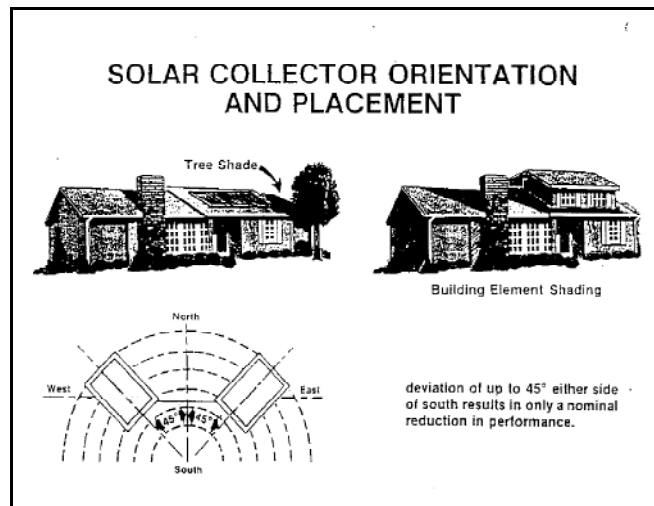 SOLAR COLLECTOR ORIENTATION
AND PLACEMENT
Tree Shade
Building Element Shading
North
West
East
45° 45°
South
deviation of up to 45° either side
of south results in only a nominal
reduction in performance.